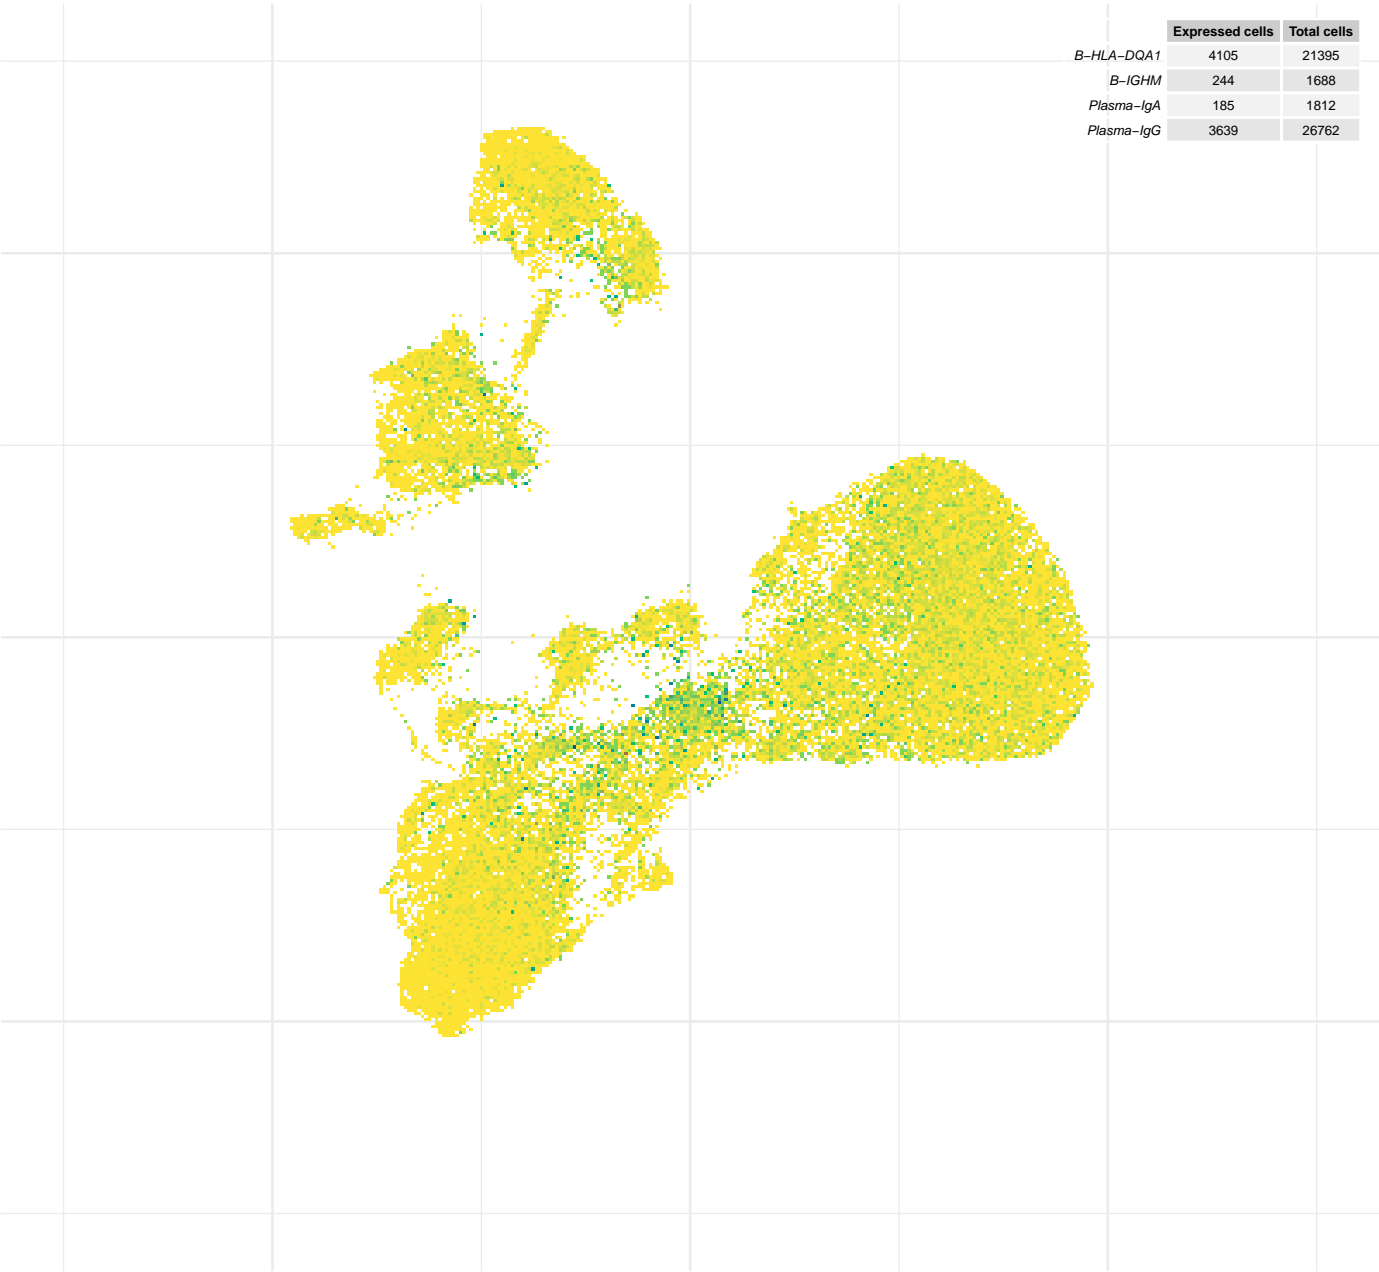 Expressed cells Total cells
B−HLA−DQA1 4105 21395
B−IGHM 244 1688
Plasma−IgA 185 1812
Plasma−IgG 3639 26762